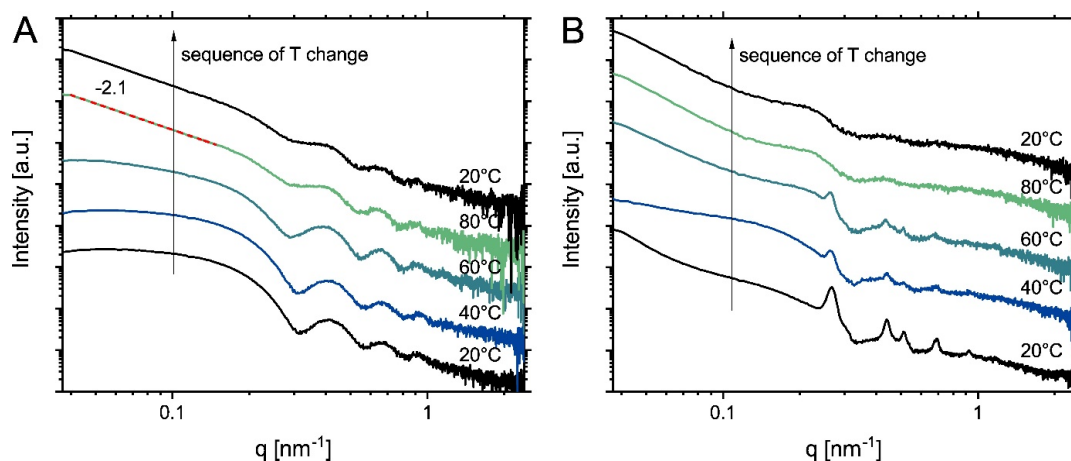 A
sequence of T change
-2.1
20°C
80°C
60°C
40°C
20°C
Intensity [a.u.]
0.1
1
q [nm⁻¹]
B
sequence of T change
20°C
80°C
60°C
40°C
20°C
Intensity [a.u.]
0.1
1
q [nm⁻¹]